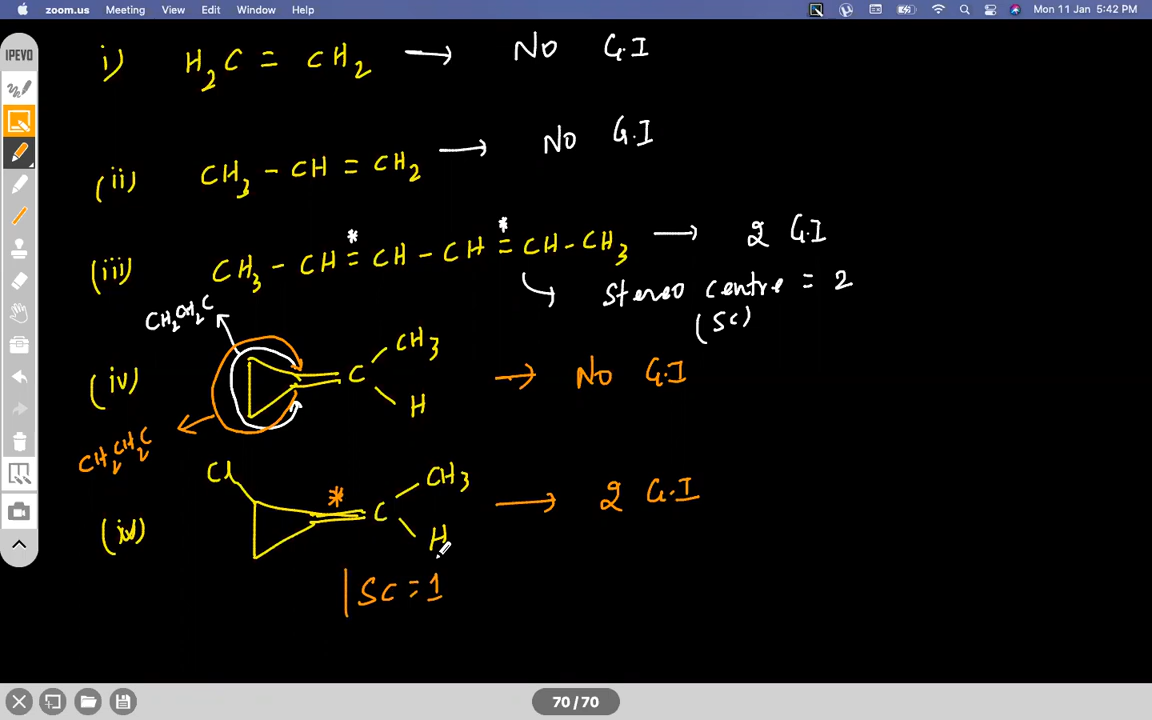 zoom.us Meeting View Edit Window Help Mon 11 Jan 5:42 PM
IPEVO
i) H2C = CH2 → No G.I
(ii) CH3 - CH = CH2 → No G.I
(iii) CH3 - CH = CH - CH = CH - CH3 → 2 G.I
* *
Stereo centre = 2
(SC)
CH2CH2C
(iv) C CH3 H → No G.I
CH2CH2C
(iv) Cl * C CH3 H → 2 G.I
SC = 1
70 / 70